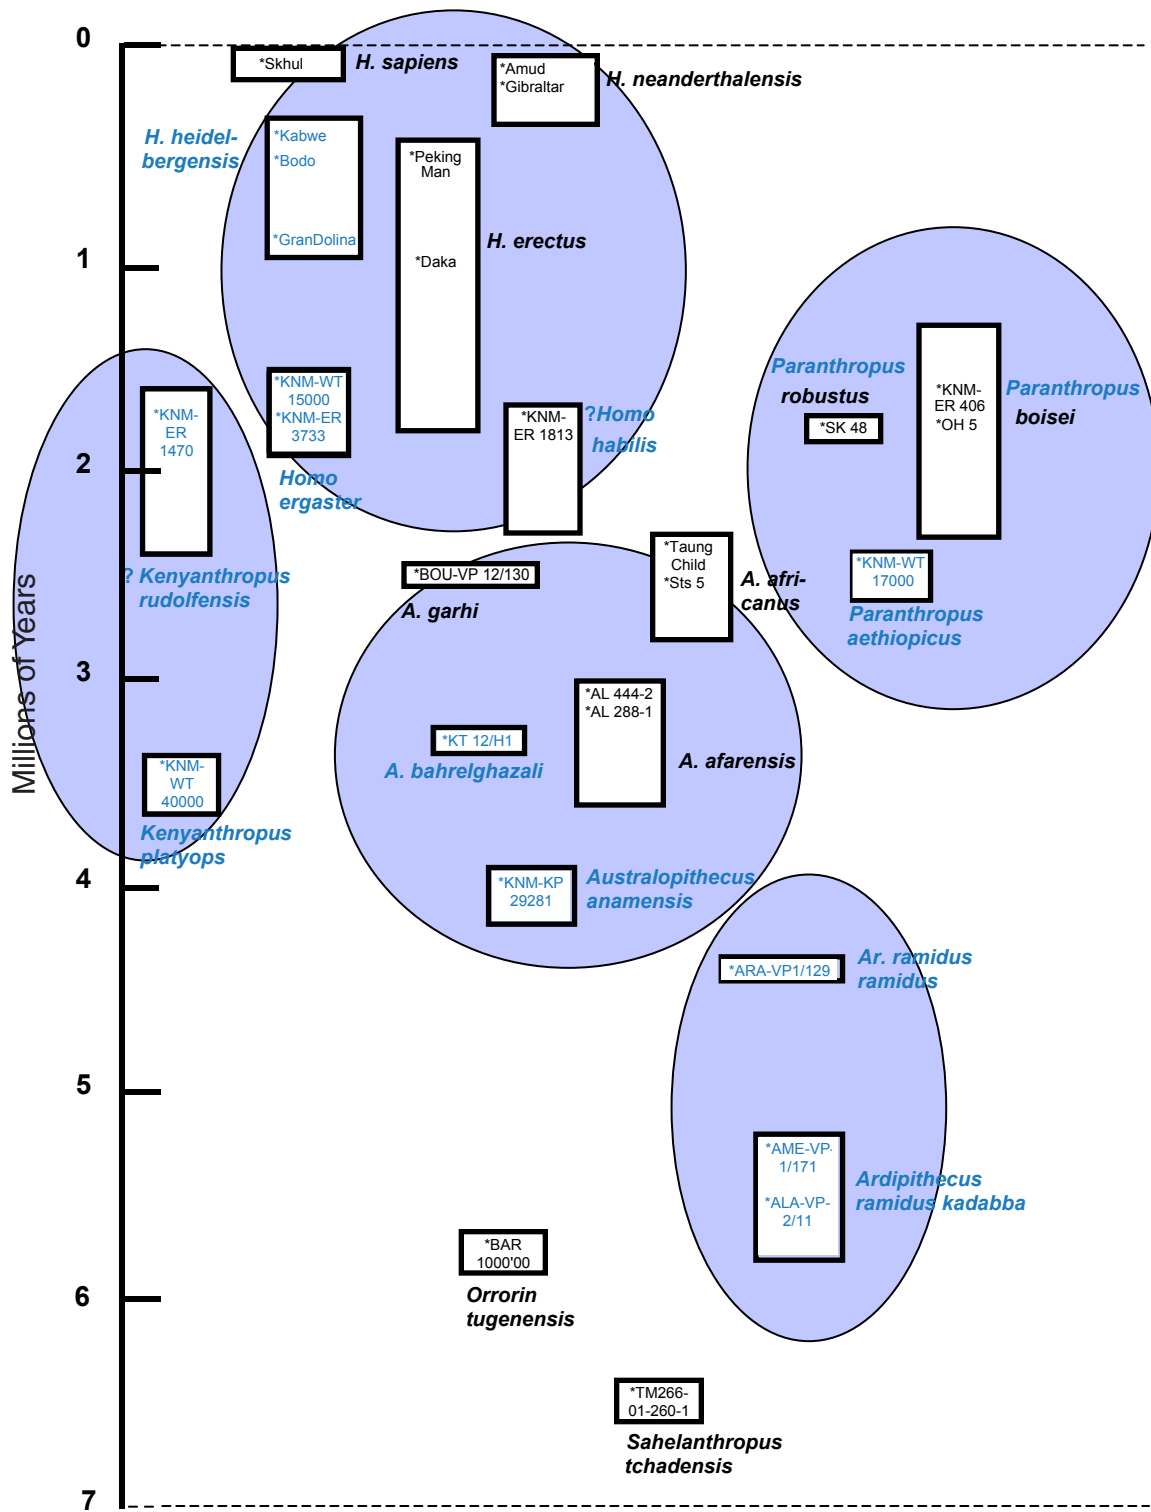 0
*Skhul
H. sapiens
*Amud
*Gibraltar
H. neanderthalensis
H. heidel-
bergensis
*Kabwe
*Bodo
*GranDolina
*Peking
Man
*Daka
H. erectus
1
*KNM-
ER
1470
? Kenyanthropus
rudolfensis
*KNM-WT
15000
*KNM-ER
3733
Homo
ergaster
*KNM-
ER 1813
?Homo
habilis
Paranthropus
robustus
*SK 48
*KNM-
ER 406
*OH 5
Paranthropus
boisei
2
*KNM-WT
17000
Paranthropus
aethiopicus
*BOU-VP 12/130
A. garhi
*Taung
Child
*Sts 5
A. afri-
canus
Millions of Years
3
*AL 444-2
*AL 288-1
A. afarensis
*KT 12/H1
A. bahrelghazali
*KNM-
WT
40000
Kenyanthropus
platyops
4
*KNM-KP
29281
Australopithecus
anamensis
*ARA-VP1/129
Ar. ramidus
ramidus
5
*AME-VP-
1/171
*ALA-VP-
2/11
Ardipithecus
ramidus kadabba
*BAR
1000'00
Orrorin
tugenensis
6
*TM266-
01-260-1
Sahelanthropus
tchadensis
7